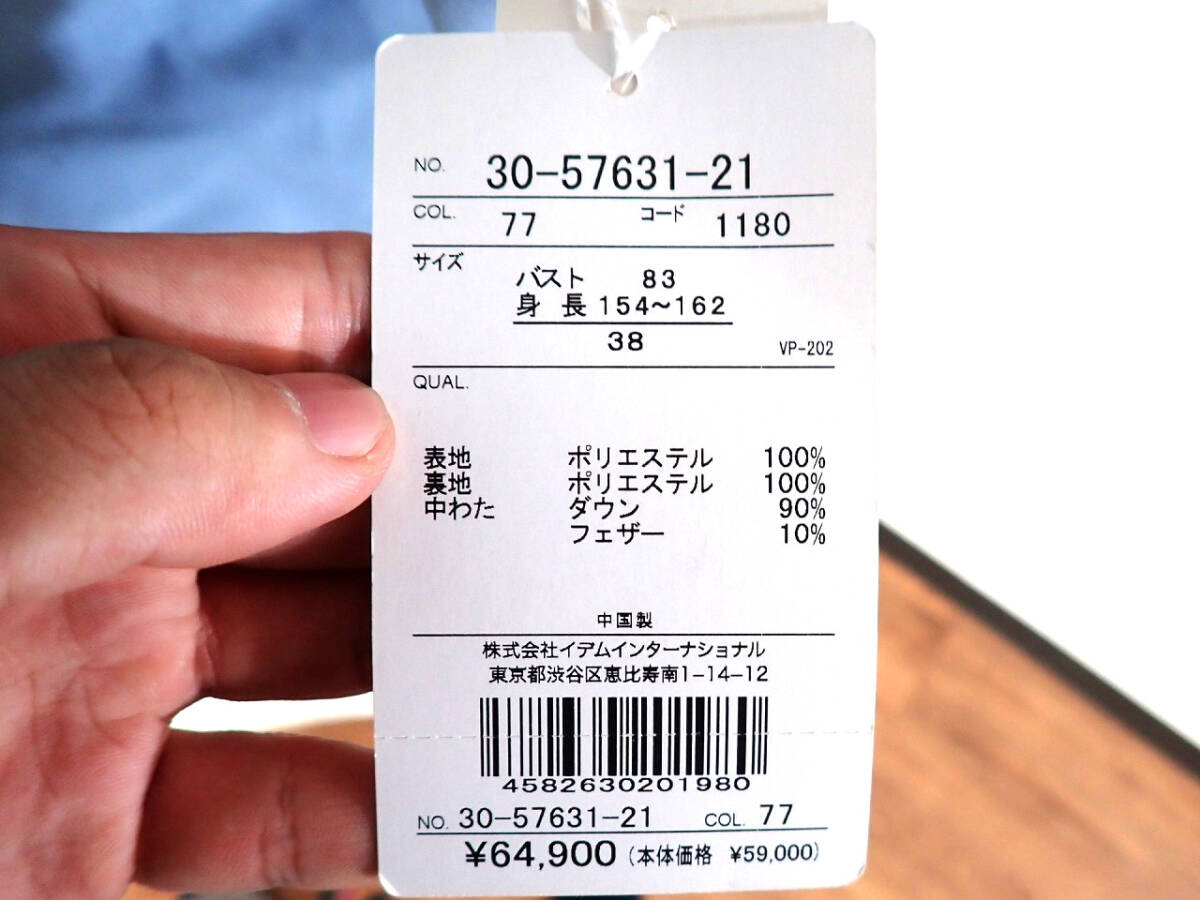 NO. 30-57631-21
COL. 77 コード 1180
サイズ
バスト 83
身 長 154~162
38 VP-202
QUAL.
表地 ポリエステル 100%
裏地 ポリエステル 100%
中わた ダウン 90%
フェザー 10%
中国製
株式会社イデムインターナショナル
東京都渋谷区恵比寿南1-14-12
4582630201980
NO. 30-57631-21 COL. 77
¥64,900 (本体価格 ¥59,000)